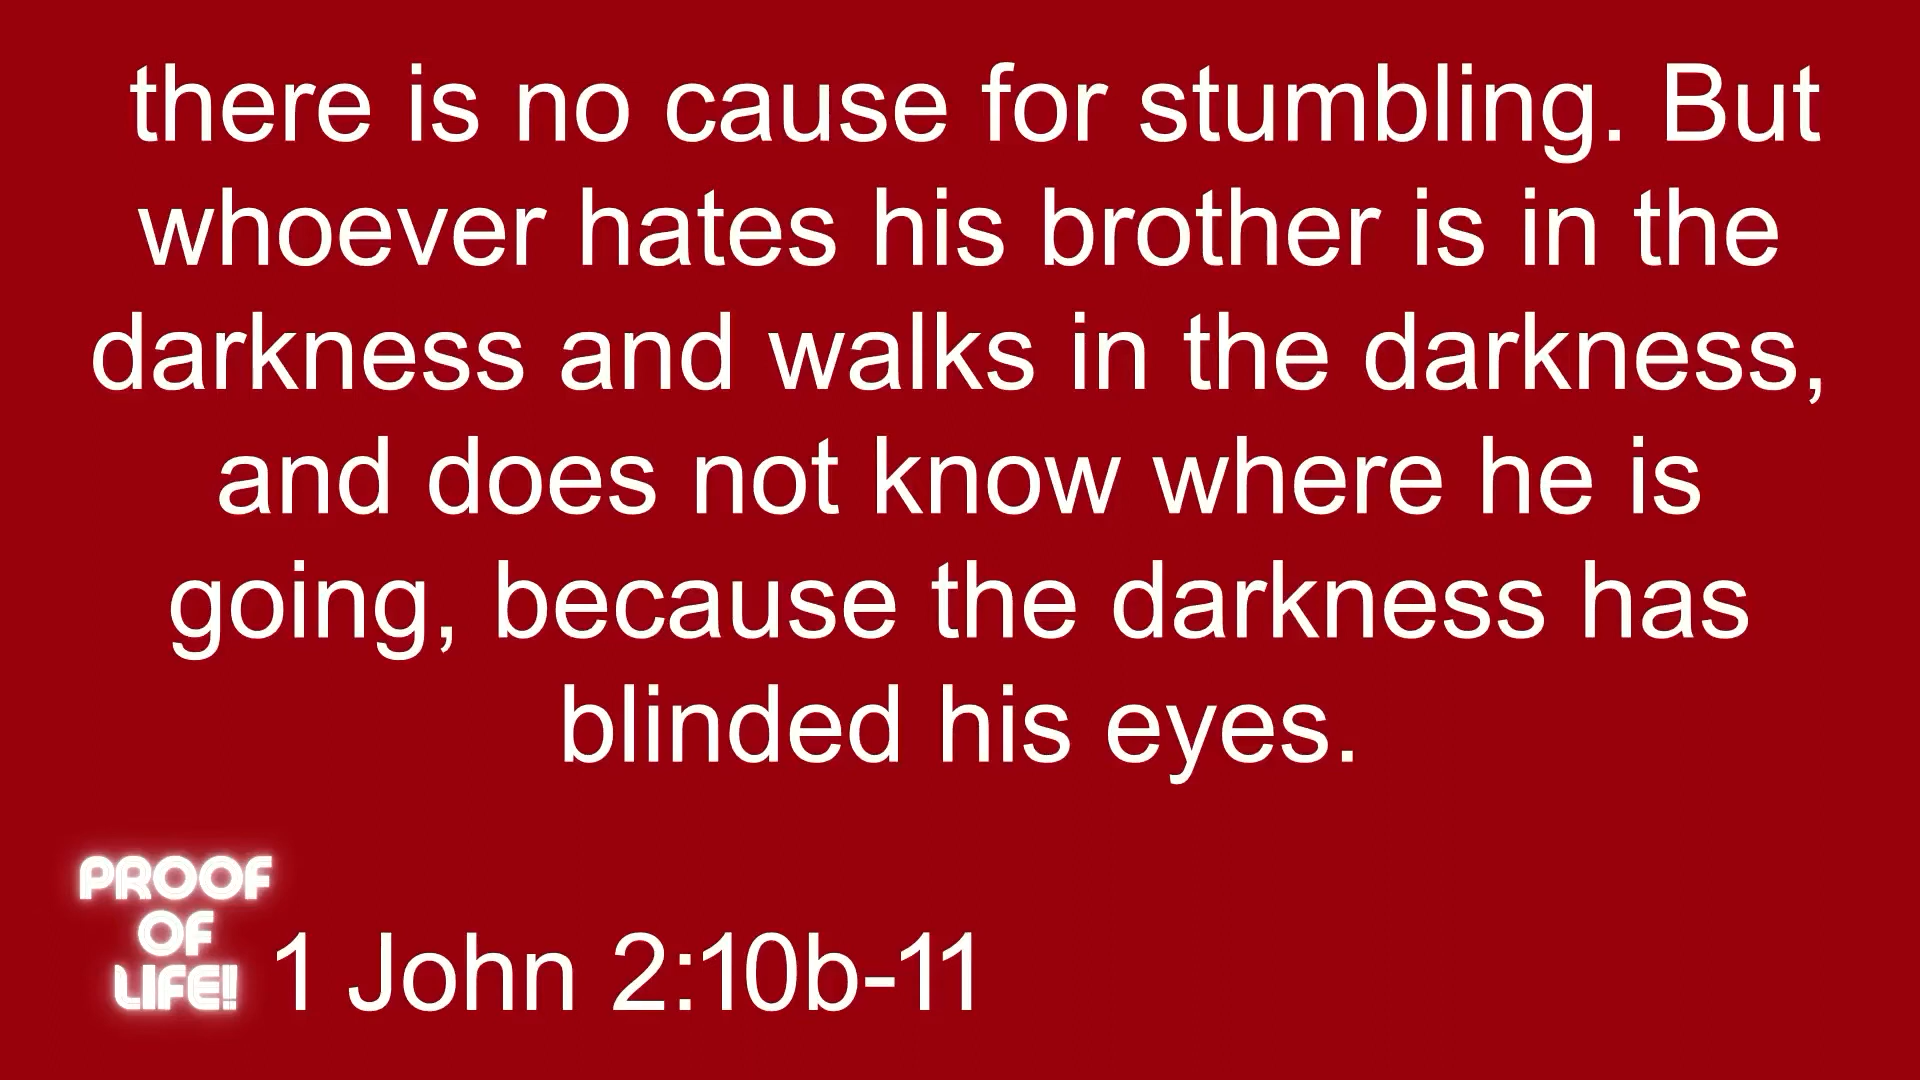 there is no cause for stumbling. But
whoever hates his brother is in the
darkness and walks in the darkness,
and does not know where he is
going, because the darkness has
blinded his eyes.
PROOF
OF
LIFE!
1 John 2:10b-11